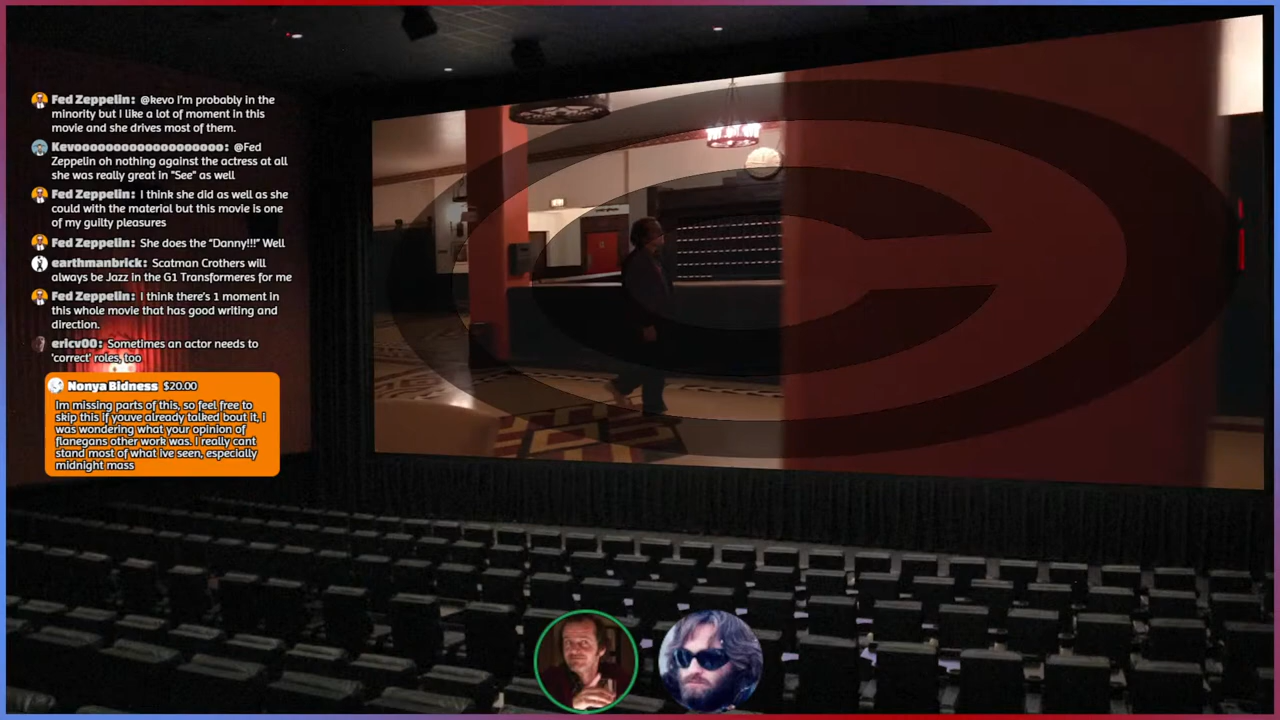 Fed Zeppelin: @kevo I'm probably in the
minority but I like a lot of moment in this
movie and she drives most of them.
Kevooooooooooooooooooo: @Fed
Zeppelin oh nothing against the actress at all
she was really great in "See" as well
Fed Zeppelin: I think she did as well as she
could with the material but this movie is one
of my guilty pleasures
Fed Zeppelin: She does the "Danny!!!" Well
earthmanbrick: Scatman Crothers will
always be Jazz in the G1 Transformeres for me
Fed Zeppelin: I think there's 1 moment in
this whole movie that has good writing and
direction.
ericv00: Sometimes an actor needs to
'correct' roles, too
Nonya Bidness $20.00
Im missing parts of this, so feel free to
skip this if youve already talked bout it, i
was wondering what your opinion of
flanegans other work was. I really cant
stand most of what ive seen, especially
midnight mass